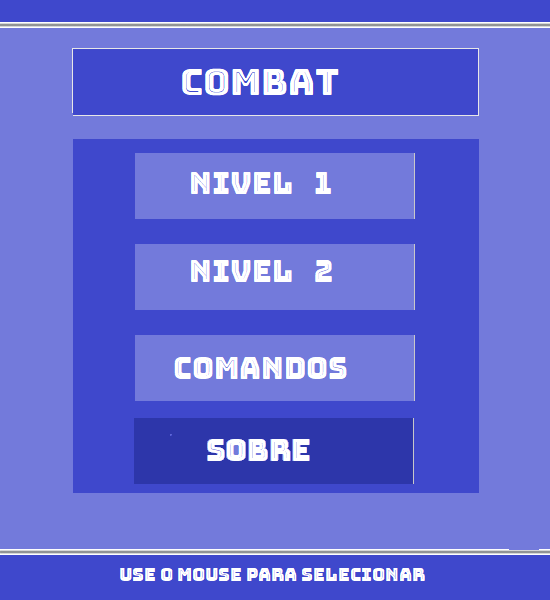 COMBAT
NIVEL 1
NIVEL 2
COMANDOS
SOBRE
USE O MOUSE PARA SELECIONAR